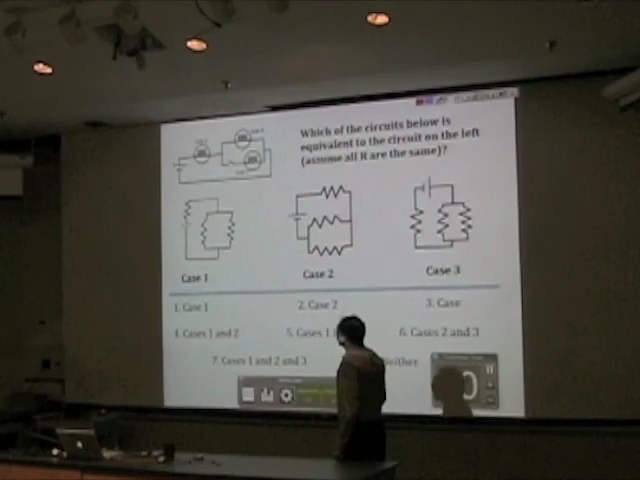 Which of the circuits below is
equivalent to the circuit on the left
(assume all R are the same)?
Case 1
Case 2
Case 3
1. Case 1
2. Case 2
3. Case
4. Cases 1 and 2
5. Cases 1
6. Cases 2 and 3
7. Cases 1 and 2 and 3
either
0